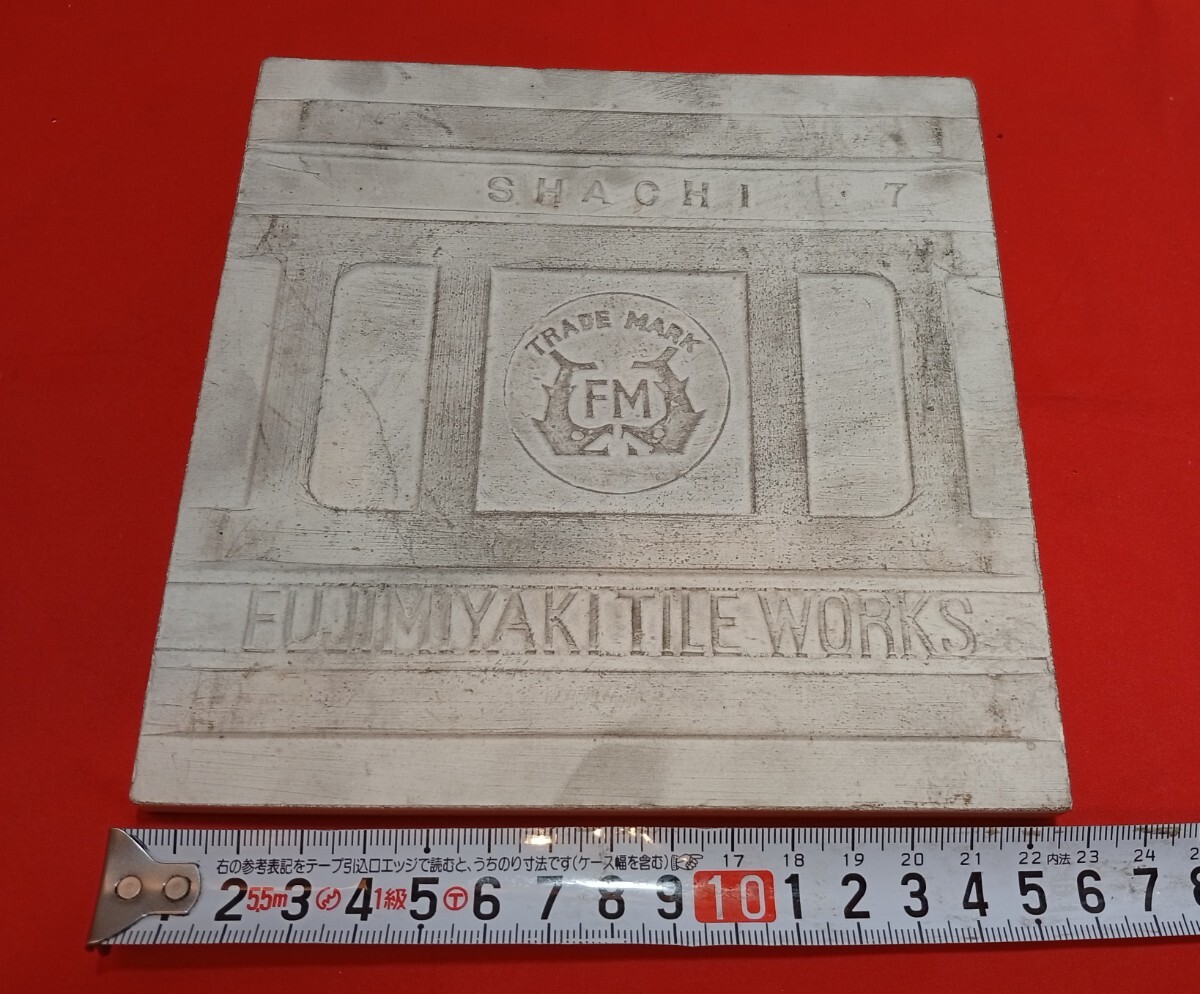 SHACHI 7
TRADE MARK
FM
FUJIMIYAKI TILE WORKS
右の参考表記をテープ引込口エッジで読むと、うちのり寸法です(ケース幅を含む)
17 18 19 20 21 22 内法 23 24
1 2 5.5m 3 4 1級 5 T 6 7 8 9 10 1 2 3 4 5 6 7 8